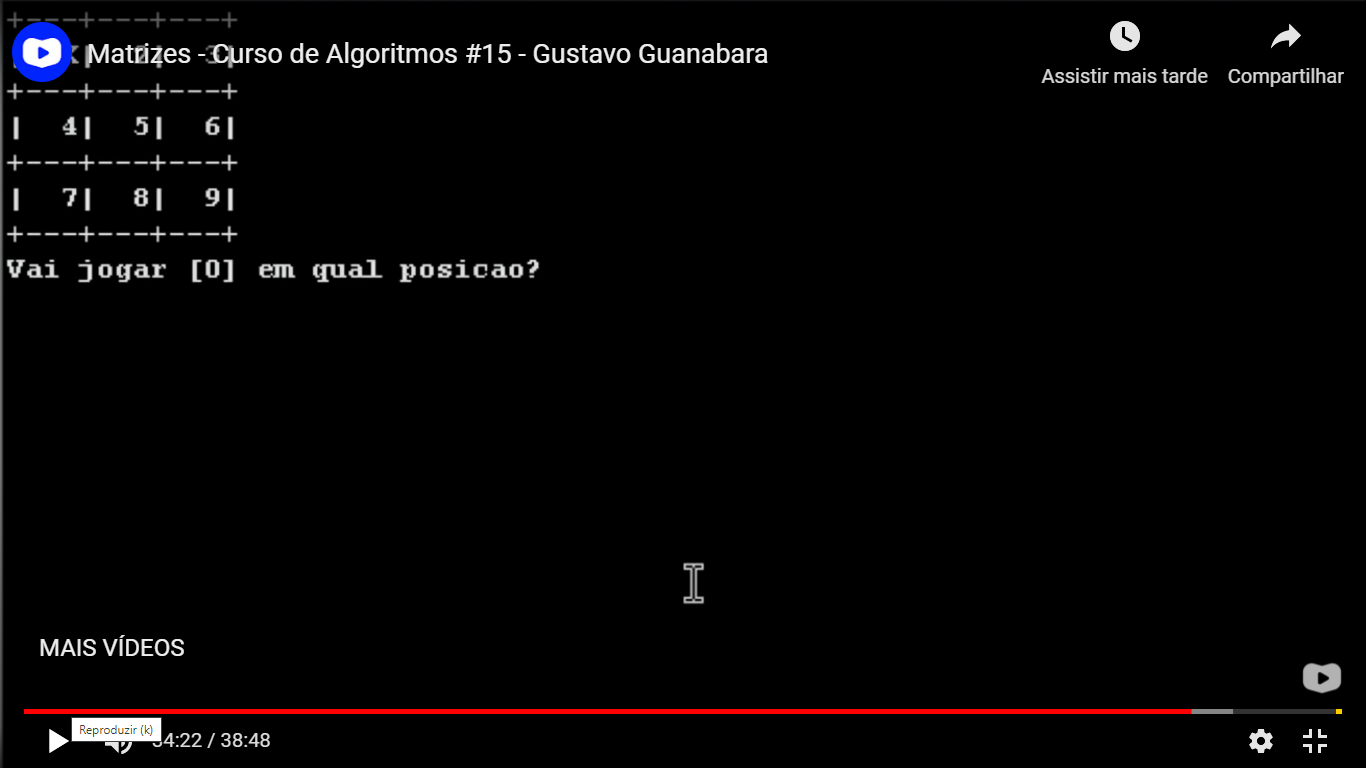 +---+---+---+
Matrizes - Curso de Algoritmos #15 - Gustavo Guanabara
Assistir mais tarde
Compartilhar
+---+---+---+
| 4| 5| 6|
+---+---+---+
| 7| 8| 9|
+---+---+---+
Vai jogar [O] em qual posicao?
MAIS VÍDEOS
Reproduzir (k)
34:22 / 38:48